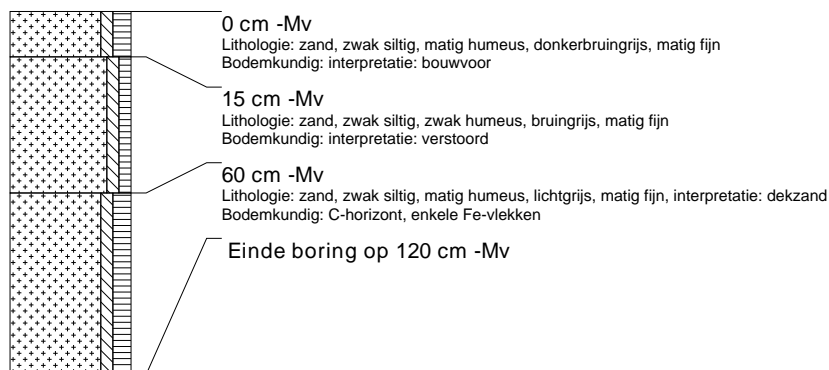 0 cm -Mv
Lithologie: zand, zwak siltig, matig humeus, donkerbruingrijs, matig fijn
Bodemkundig: interpretatie: bouwvoor
15 cm -Mv
Lithologie: zand, zwak siltig, zwak humeus, bruingrijs, matig fijn
Bodemkundig: interpretatie: verstoord
60 cm -Mv
Lithologie: zand, zwak siltig, matig humeus, lichtgrijs, matig fijn, interpretatie: dekzand
Bodemkundig: C-horizont, enkele Fe-vlekken
Einde boring op 120 cm -Mv